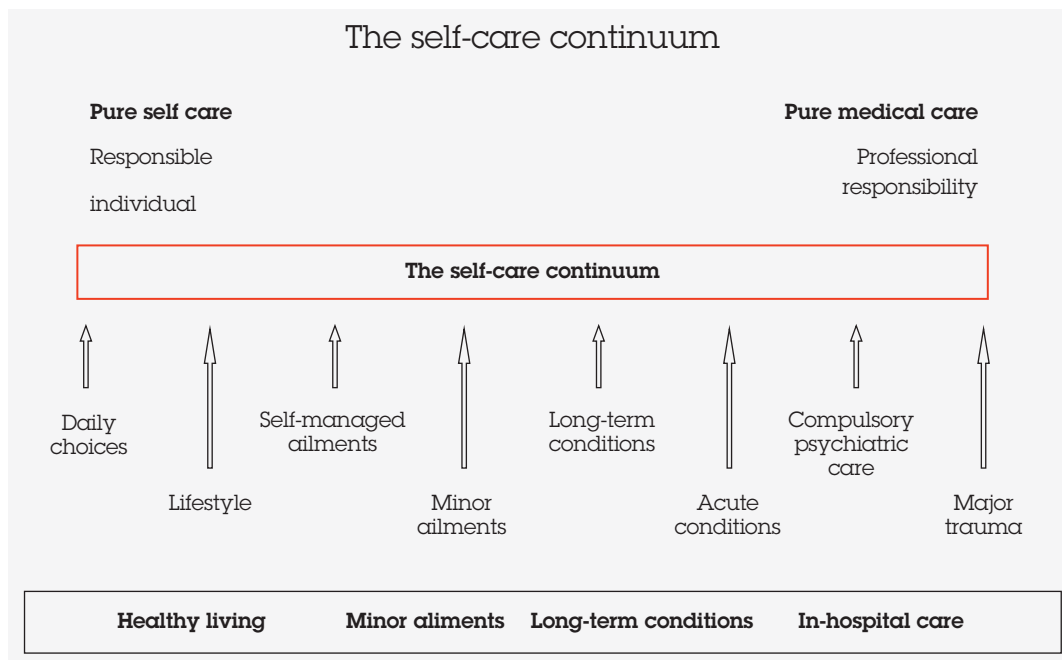 The self-care continuum
Pure self care
Pure medical care
Responsible
individual
Professional
responsibility
The self-care continuum
Daily
choices
Lifestyle
Self-managed
ailments
Minor
ailments
Long-term
conditions
Acute
conditions
Compulsory
psychiatric
care
Major
trauma
Healthy living
Minor aliments
Long-term conditions
In-hospital care